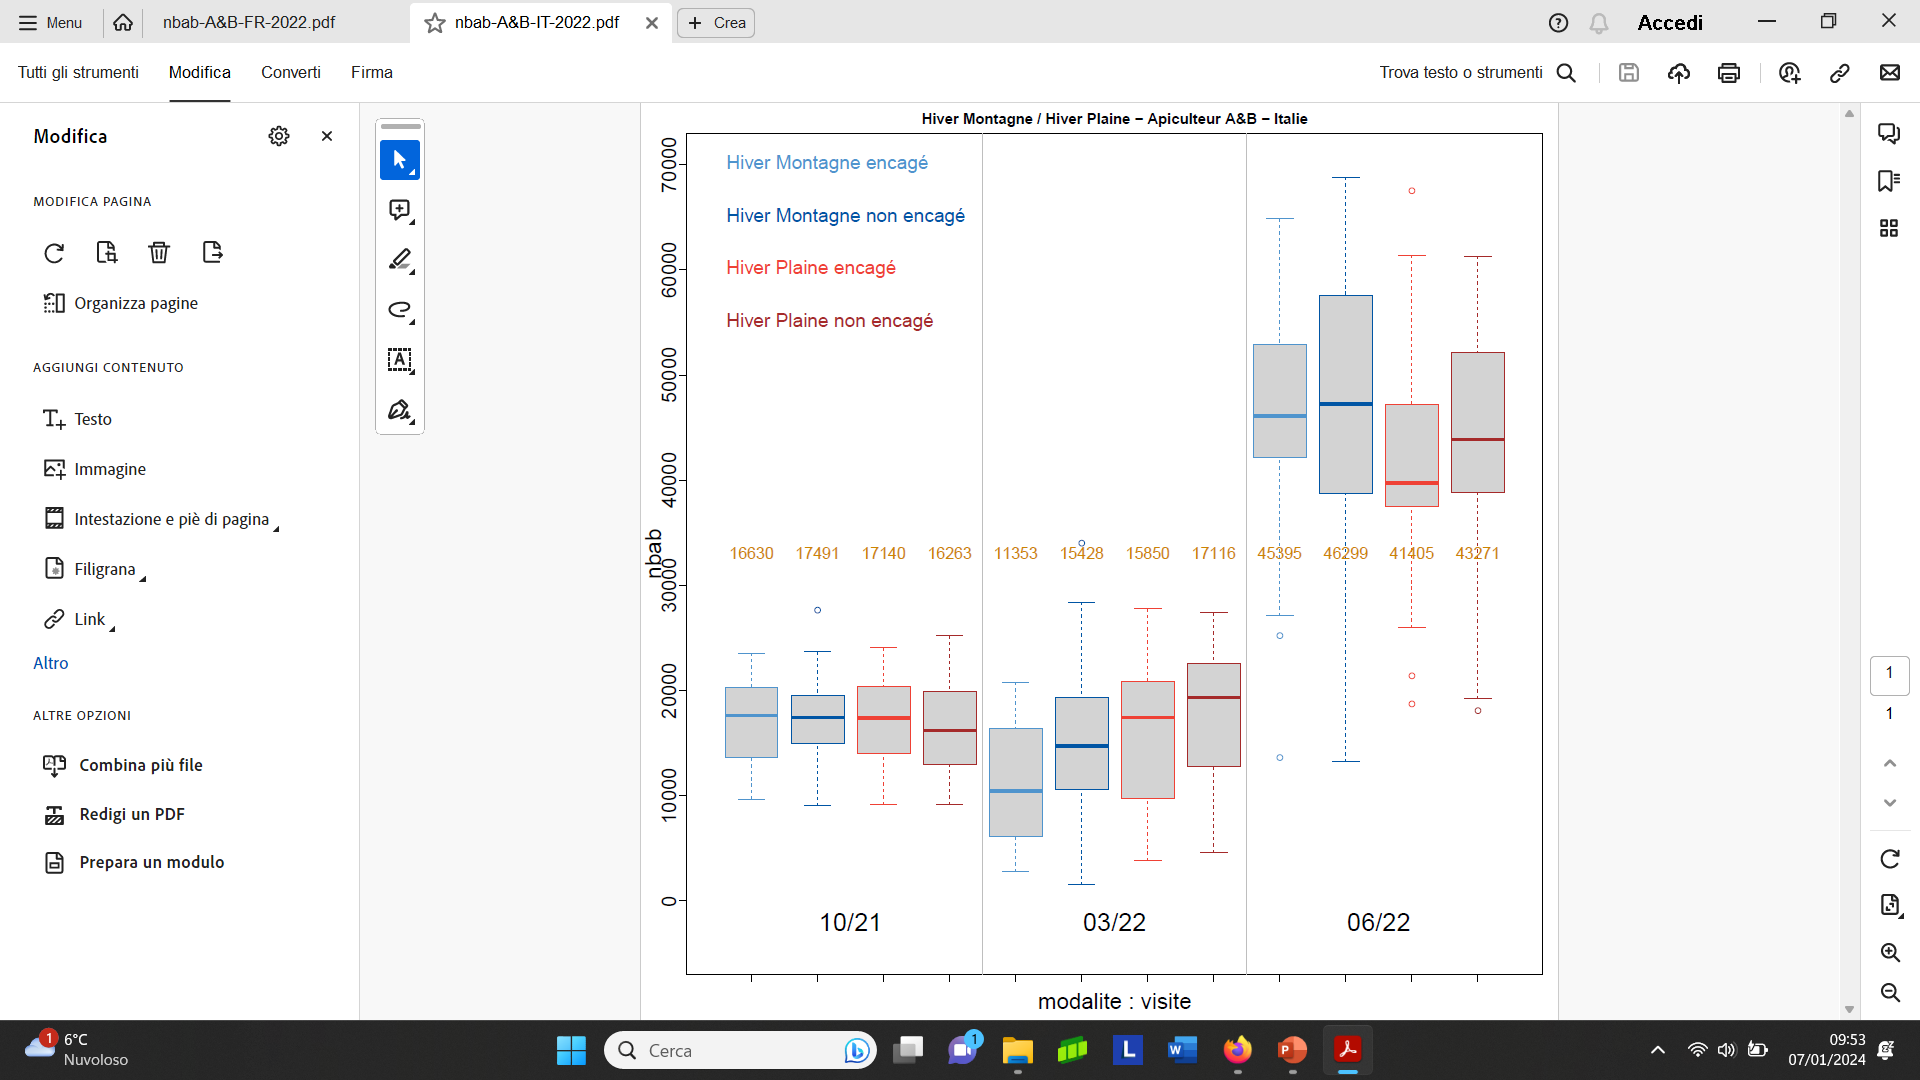 Menu
nbab-A&B-FR-2022.pdf
nbab-A&B-IT-2022.pdf
Crea
Accedi
Tutti gli strumenti
Modifica
Converti
Firma
Trova testo o strumenti
Modifica
MODIFICA PAGINA
Organizza pagine
AGGIUNGI CONTENUTO
Testo
Immagine
Intestazione e piè di pagina
Filigrana
Link
Altro
ALTRE OPZIONI
Combina più file
Redigi un PDF
Prepara un modulo
Hiver Montagne / Hiver Plaine – Apiculteur A&B – Italie
Hiver Montagne encagé
Hiver Montagne non encagé
Hiver Plaine encagé
Hiver Plaine non encagé
70000
60000
50000
40000
30000
20000
10000
0
nbab
16630 17491 17140 16263 11353 15428 15850 17116 45395 46299 41405 43271
10/21 03/22 06/22
modalite : visite
1
1
1
6°C
Nuvoloso
Cerca
1
L
W
P
09:53
07/01/2024